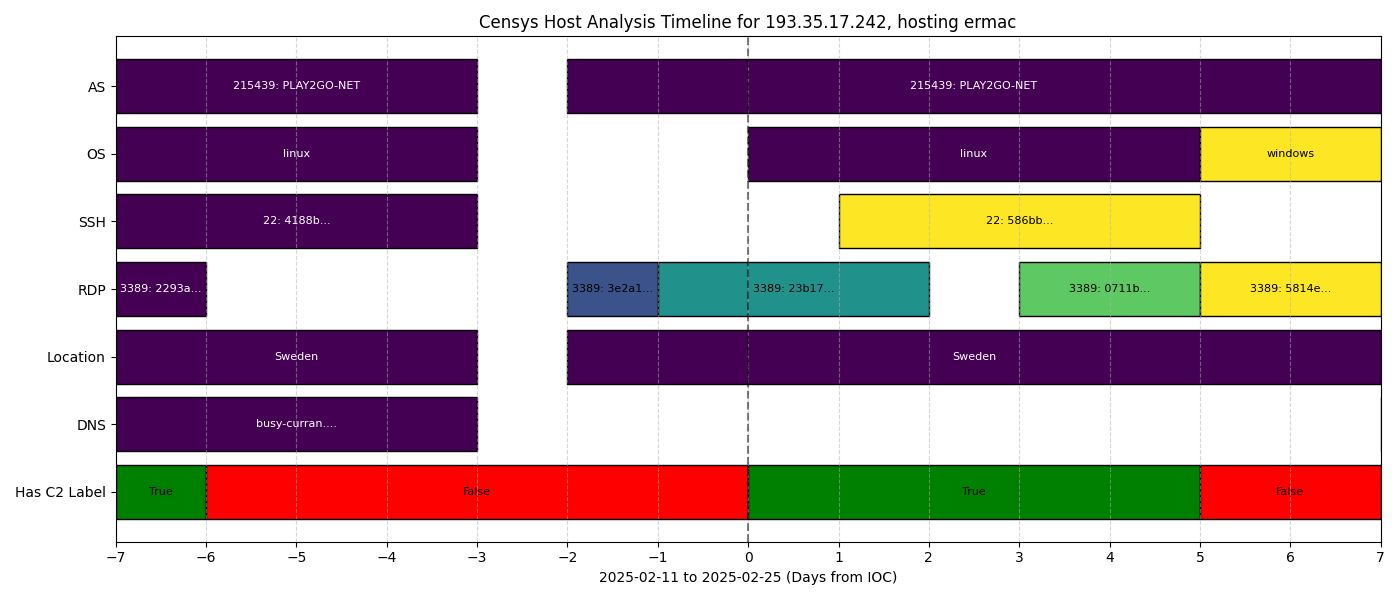 Censys Host Analysis Timeline for 193.35.17.242, hosting ermac
AS
215439: PLAY2GO-NET
215439: PLAY2GO-NET
OS
linux
linux
windows
SSH
22: 4188b...
22: 586bb...
RDP
3389: 2293a...
3389: 3e2a1...
3389: 23b17...
3389: 0711b...
3389: 5814e...
Location
Sweden
Sweden
DNS
busy-curran....
Has C2 Label
True
False
True
False
−7 −6 −5 −4 −3 −2 −1 0 1 2 3 4 5 6 7
2025-02-11 to 2025-02-25 (Days from IOC)